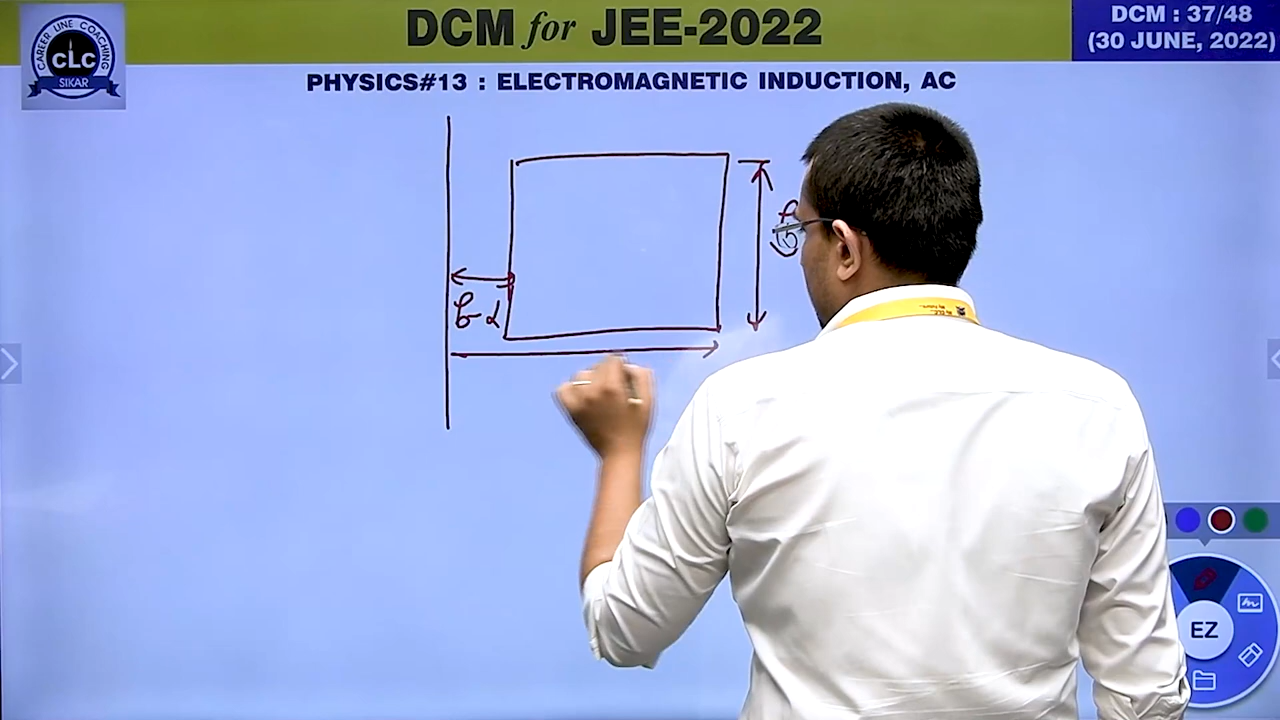 DCM for JEE-2022
DCM : 37/48
(30 JUNE, 2022)
CAREER LINE COACHING
CLC
SIKAR
PHYSICS#13 : ELECTROMAGNETIC INDUCTION, AC
EZ